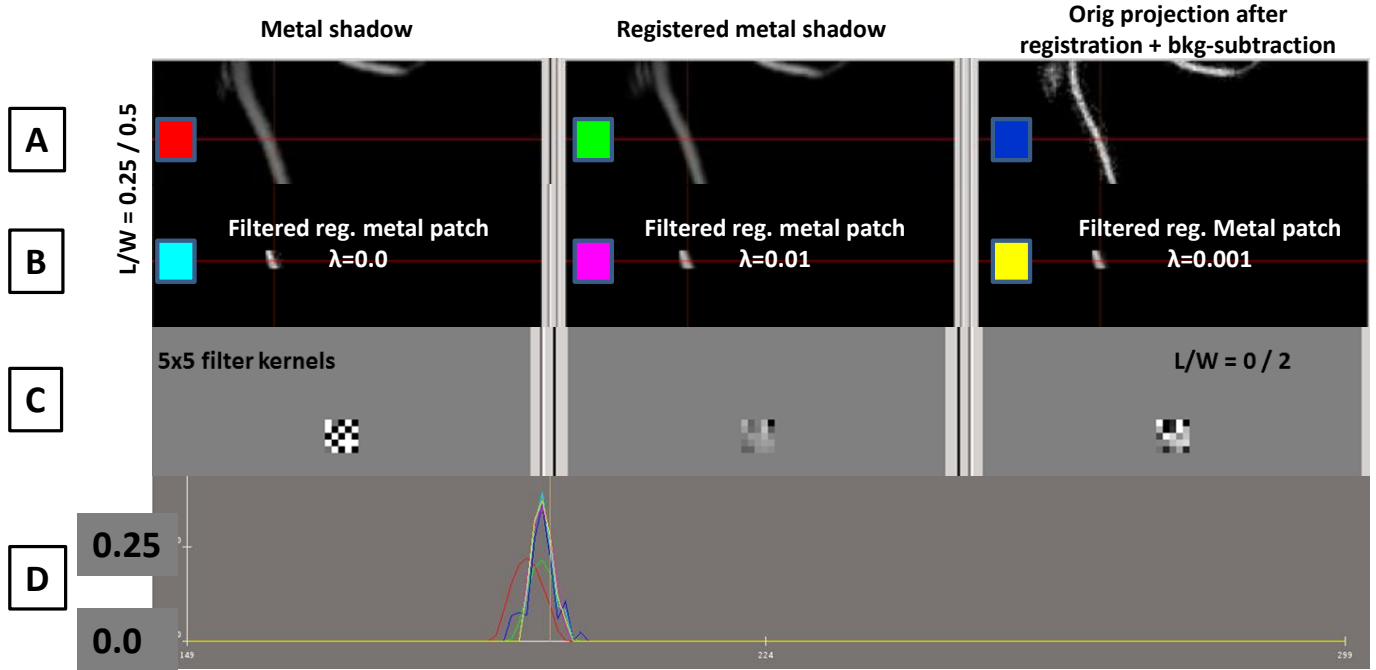 Metal shadow
Registered metal shadow
Orig projection after
registration + bkg-subtraction
A
L/W = 0.25 / 0.5
B
Filtered reg. metal patch
λ=0.0
Filtered reg. metal patch
λ=0.01
Filtered reg. Metal patch
λ=0.001
C
5x5 filter kernels
L/W = 0 / 2
D
0.25
0.0
149
224
299